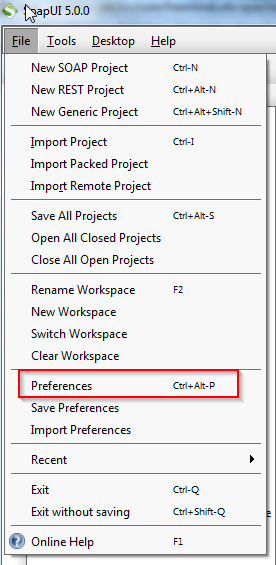 SoapUI 5.0.0
File Tools Desktop Help
New SOAP Project Ctrl-N
New REST Project Ctrl+Alt-N
New Generic Project Ctrl+Alt+Shift-N
Import Project Ctrl-I
Import Packed Project
Import Remote Project
Save All Projects Ctrl+Alt-S
Open All Closed Projects
Close All Open Projects
Rename Workspace F2
New Workspace
Switch Workspace
Clear Workspace
Preferences Ctrl+Alt-P
Save Preferences
Import Preferences
Recent
Exit Ctrl-Q
Exit without saving Ctrl+Shift-Q
Online Help F1